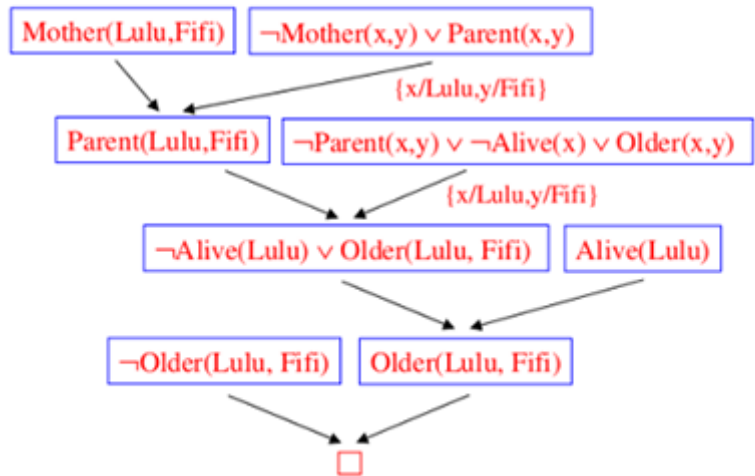 Mother(Lulu,Fifi) ¬Mother(x,y) ∨ Parent(x,y)
{x/Lulu,y/Fifi}
Parent(Lulu,Fifi) ¬Parent(x,y) ∨ ¬Alive(x) ∨ Older(x,y)
{x/Lulu,y/Fifi}
¬Alive(Lulu) ∨ Older(Lulu, Fifi) Alive(Lulu)
¬Older(Lulu, Fifi) Older(Lulu, Fifi)